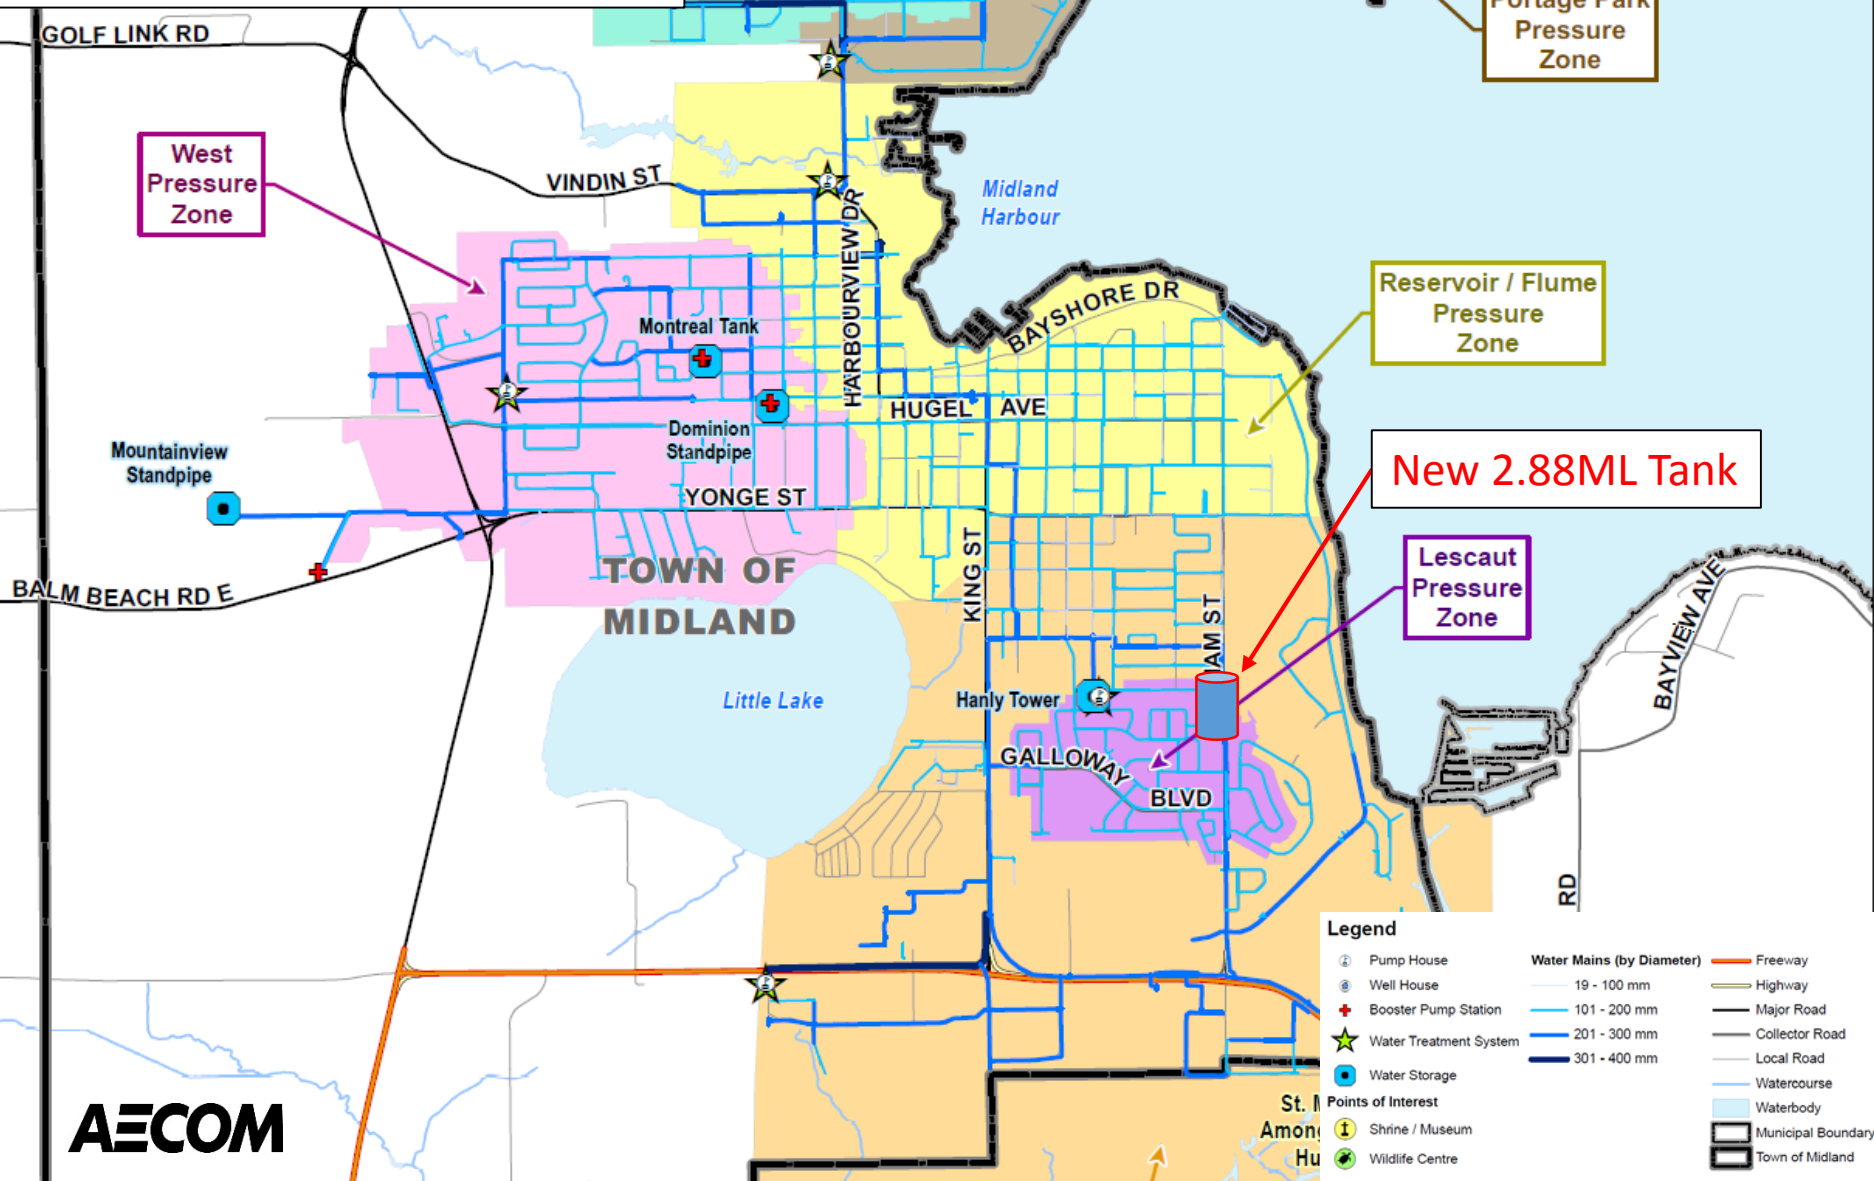 Portage Park
Pressure
Zone
GOLF LINK RD
West
Pressure
Zone
VINDIN ST
Midland
Harbour
HARBOURVIEW DR
BAYSHORE DR
Reservoir / Flume
Pressure
Zone
Montreal Tank
HUGEL AVE
Dominion
Standpipe
Mountainview
Standpipe
New 2.88ML Tank
YONGE ST
KING ST
TOWN OF
MIDLAND
Lescaut
Pressure
Zone
BALM BEACH RD E
IAM ST
BAYVIEW AVE
Little Lake
Hanly Tower
GALLOWAY
BLVD
RD
AECOM
St. M
Among
Hu
Legend
Pump House
Well House
Booster Pump Station
Water Treatment System
Water Storage
Points of Interest
Shrine / Museum
Wildlife Centre
Water Mains (by Diameter)
19 - 100 mm
101 - 200 mm
201 - 300 mm
301 - 400 mm
Freeway
Highway
Major Road
Collector Road
Local Road
Watercourse
Waterbody
Municipal Boundary
Town of Midland